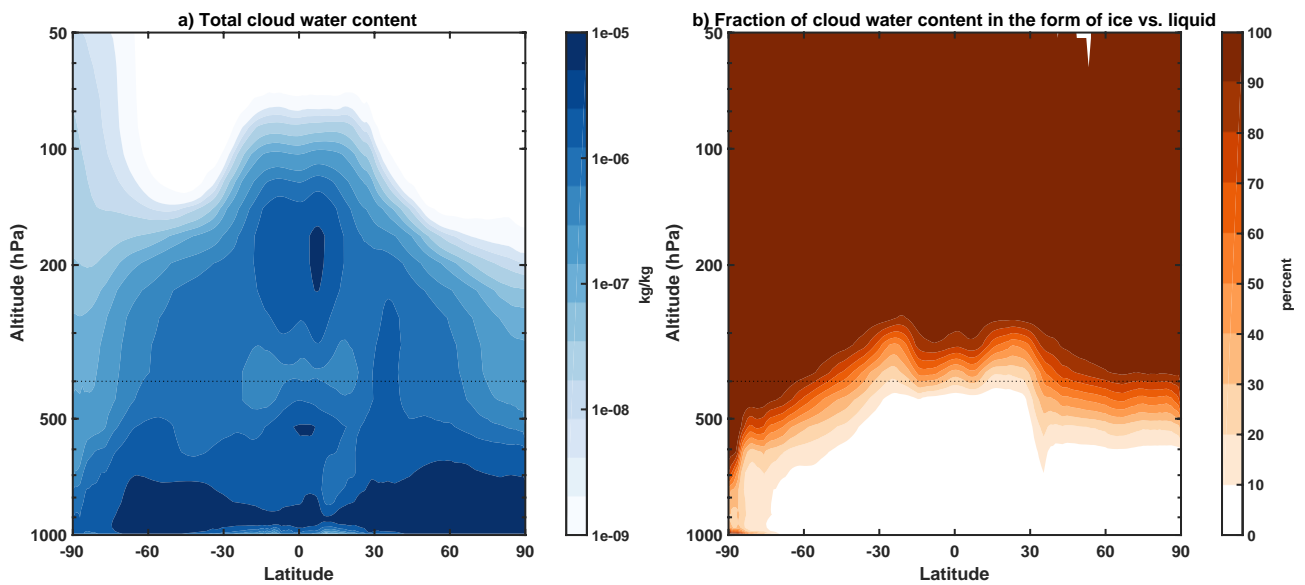 a) Total cloud water content
50
100
200
500
1000
Altitude (hPa)
-90 -60 -30 0 30 60 90
Latitude
1e-05
1e-06
1e-07
1e-08
1e-09
kg/kg
b) Fraction of cloud water content in the form of ice vs. liquid
50
100
200
500
1000
Altitude (hPa)
-90 -60 -30 0 30 60 90
Latitude
100
90
80
70
60
50
40
30
20
10
0
percent